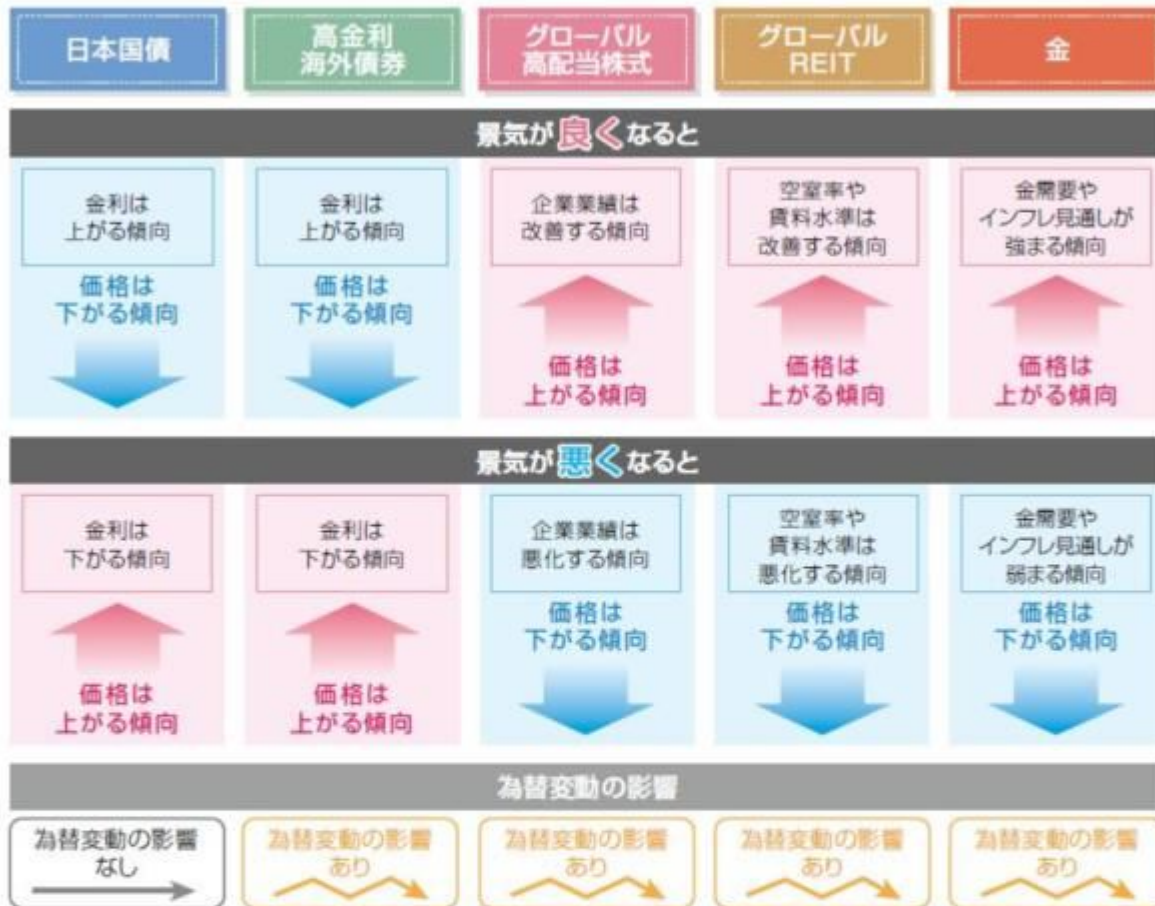 日本国債
高金利
海外債券
グローバル
高配当株式
グローバル
REIT
金
景気が良くなると
金利は
上がる傾向
価格は
下がる傾向
金利は
上がる傾向
価格は
下がる傾向
企業業績は
改善する傾向
価格は
上がる傾向
空室率や
賃料水準は
改善する傾向
価格は
上がる傾向
金需要や
インフレ見通しが
強まる傾向
価格は
上がる傾向
景気が悪くなると
金利は
下がる傾向
価格は
上がる傾向
金利は
下がる傾向
価格は
上がる傾向
企業業績は
悪化する傾向
価格は
下がる傾向
空室率や
賃料水準は
悪化する傾向
価格は
下がる傾向
金需要や
インフレ見通しが
弱まる傾向
価格は
下がる傾向
為替変動の影響
為替変動の影響
なし
為替変動の影響
あり
為替変動の影響
あり
為替変動の影響
あり
為替変動の影響
あり